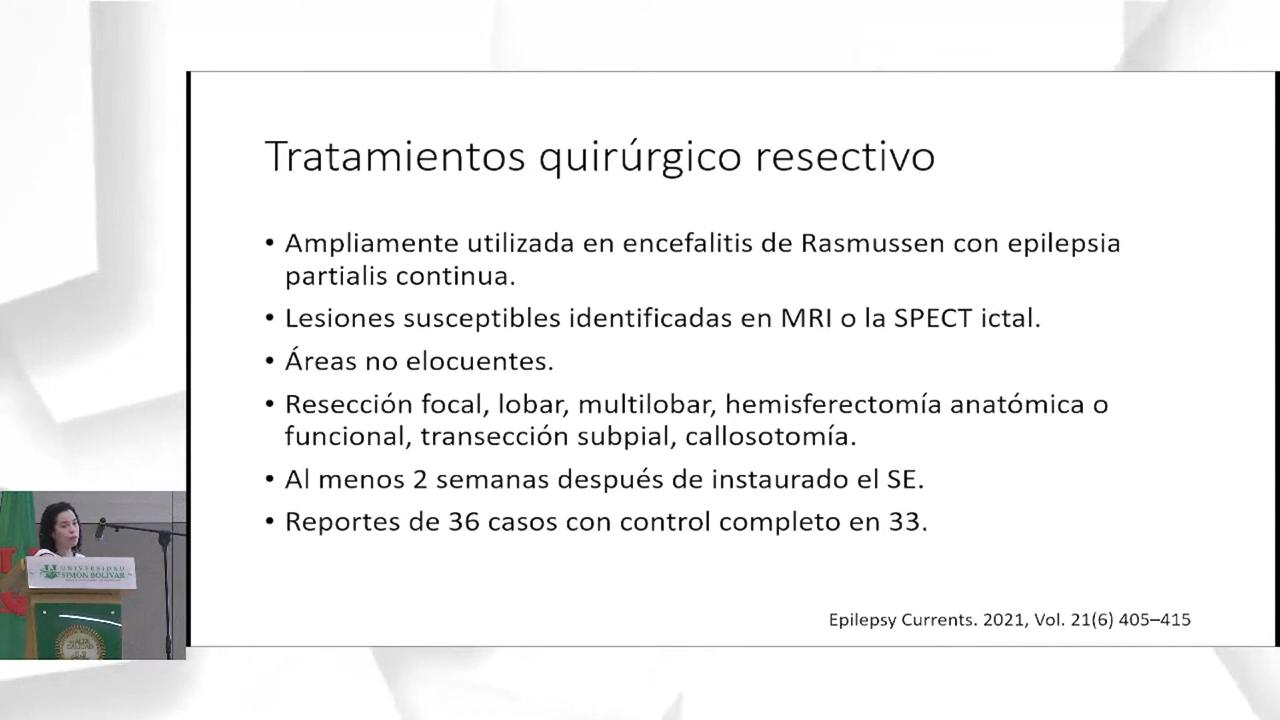 Tratamientos quirúrgico resectivo
• Ampliamente utilizada en encefalitis de Rasmussen con epilepsia
partialis continua.
• Lesiones susceptibles identificadas en MRI o la SPECT ictal.
• Áreas no elocuentes.
• Resección focal, lobar, multilobar, hemisferectomía anatómica o
funcional, transección subpial, callosotomía.
• Al menos 2 semanas después de instaurado el SE.
• Reportes de 36 casos con control completo en 33.
Epilepsy Currents. 2021, Vol. 21(6) 405–415
UNIVERSIDAD
SIMÓN BOLÍVAR
ALTA
CALIDAD